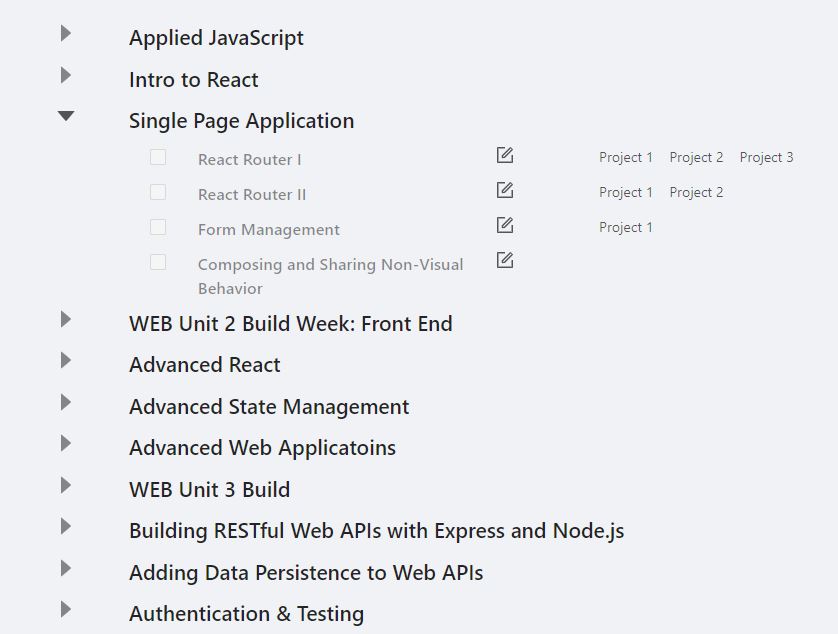 Applied JavaScript
Intro to React
Single Page Application
React Router I Project 1 Project 2 Project 3
React Router II Project 1 Project 2
Form Management Project 1
Composing and Sharing Non-Visual
Behavior
WEB Unit 2 Build Week: Front End
Advanced React
Advanced State Management
Advanced Web Applicatoins
WEB Unit 3 Build
Building RESTful Web APIs with Express and Node.js
Adding Data Persistence to Web APIs
Authentication & Testing